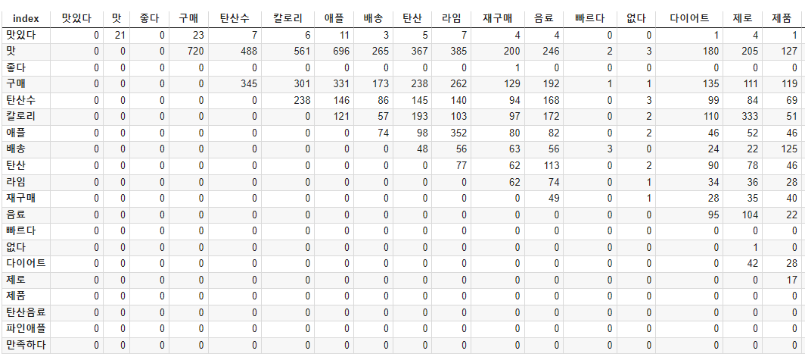 index 맛있다 맛 좋다 구매 탄산수 칼로리 애플 배송 탄산 라임 재구매 음료 빠르다 없다 다이어트 제로 제품
맛있다 0 21 0 23 7 6 11 3 5 7 4 4 0 0 1 4 1
맛 0 0 0 720 488 561 696 265 367 385 200 246 2 3 180 205 127
좋다 0 0 0 0 0 0 0 0 0 0 1 0 0 0 0 0 0
구매 0 0 0 0 345 301 331 173 238 262 129 192 1 1 135 111 119
탄산수 0 0 0 0 0 238 146 86 145 140 94 168 0 3 99 84 69
칼로리 0 0 0 0 0 0 121 57 193 103 97 172 0 2 110 333 51
애플 0 0 0 0 0 0 0 74 98 352 80 82 0 2 46 52 46
배송 0 0 0 0 0 0 0 0 48 56 63 56 3 0 24 22 125
탄산 0 0 0 0 0 0 0 0 0 77 62 113 0 2 90 78 46
라임 0 0 0 0 0 0 0 0 0 0 62 74 0 1 34 36 28
재구매 0 0 0 0 0 0 0 0 0 0 0 49 0 1 28 35 40
음료 0 0 0 0 0 0 0 0 0 0 0 0 0 0 95 104 22
빠르다 0 0 0 0 0 0 0 0 0 0 0 0 0 0 0 0 0
없다 0 0 0 0 0 0 0 0 0 0 0 0 0 0 0 1 0
다이어트 0 0 0 0 0 0 0 0 0 0 0 0 0 0 0 42 28
제로 0 0 0 0 0 0 0 0 0 0 0 0 0 0 0 0 17
제품 0 0 0 0 0 0 0 0 0 0 0 0 0 0 0 0 0
탄산음료 0 0 0 0 0 0 0 0 0 0 0 0 0 0 0 0 0
파인애플 0 0 0 0 0 0 0 0 0 0 0 0 0 0 0 0 0
만족하다 0 0 0 0 0 0 0 0 0 0 0 0 0 0 0 0 0